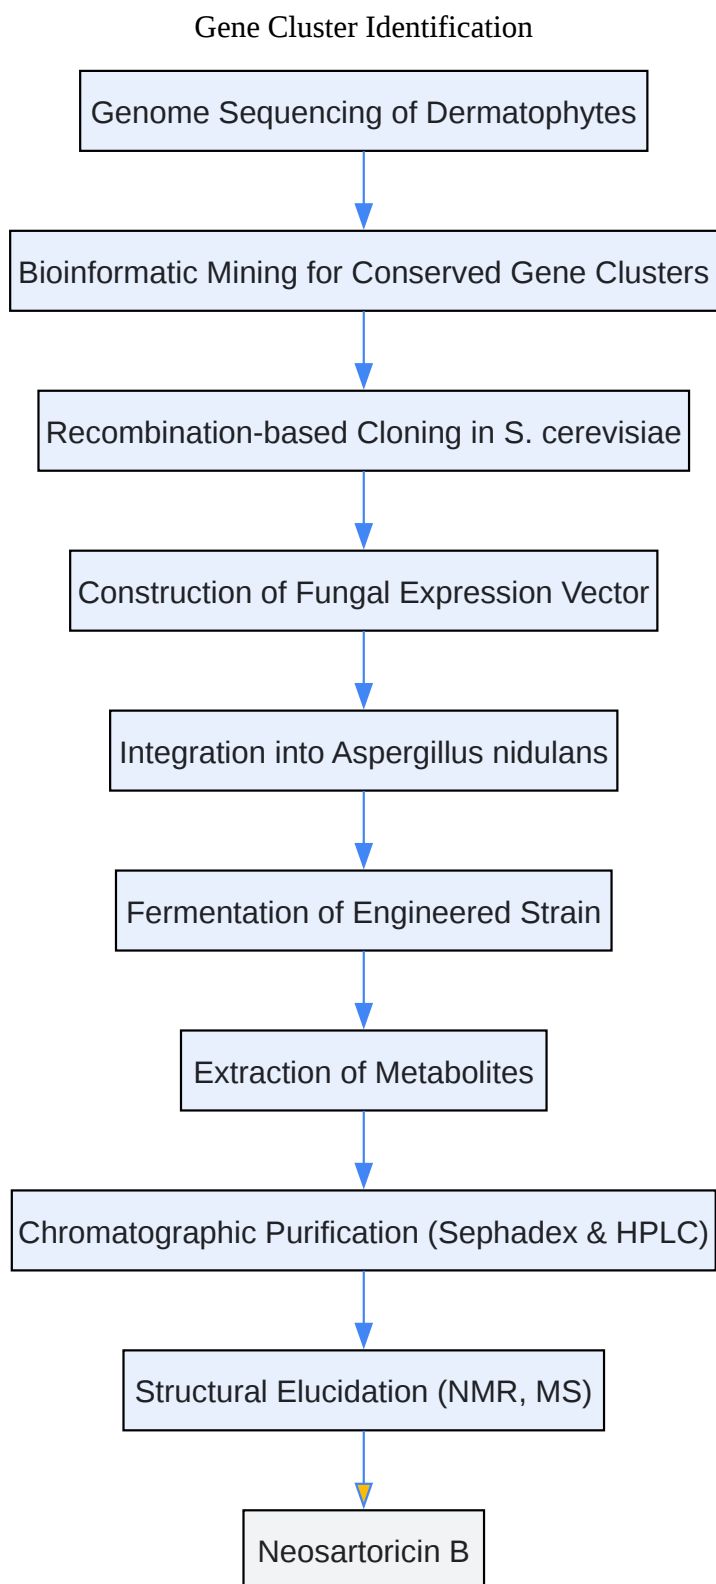 Gene Cluster Identification
Genome Sequencing of Dermatophytes
Bioinformatic Mining for Conserved Gene Clusters
Recombination-based Cloning in S. cerevisiae
Construction of Fungal Expression Vector
Integration into Aspergillus nidulans
Fermentation of Engineered Strain
Extraction of Metabolites
Chromatographic Purification (Sephadex & HPLC)
Structural Elucidation (NMR, MS)
Neosartoricin B